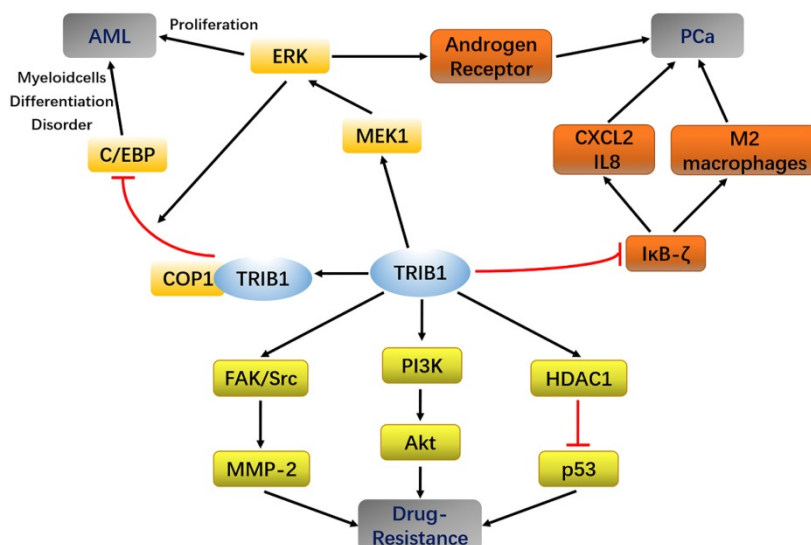 AML
Proliferation
ERK
Androgen
Receptor
PCa
Myeloidcells
Differentiation
Disorder
C/EBP
MEK1
CXCL2
IL8
M2
macrophages
COP1
TRIB1
TRIB1
IκB-ζ
FAK/Src
PI3K
HDAC1
MMP-2
Akt
p53
Drug-
Resistance